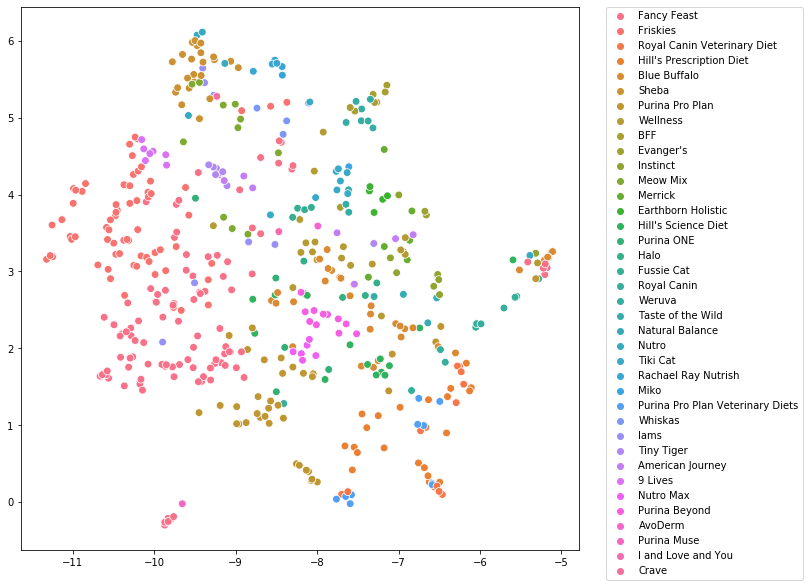 6
5
4
3
2
1
0
−11
−10
−9
−8
−7
−6
−5
Fancy Feast
Friskies
Royal Canin Veterinary Diet
Hill's Prescription Diet
Blue Buffalo
Sheba
Purina Pro Plan
Wellness
BFF
Evanger's
Instinct
Meow Mix
Merrick
Earthborn Holistic
Hill's Science Diet
Purina ONE
Halo
Fussie Cat
Royal Canin
Weruva
Taste of the Wild
Natural Balance
Nutro
Tiki Cat
Rachael Ray Nutrish
Miko
Purina Pro Plan Veterinary Diets
Whiskas
Iams
Tiny Tiger
American Journey
9 Lives
Nutro Max
Purina Beyond
AvoDerm
Purina Muse
I and Love and You
Crave